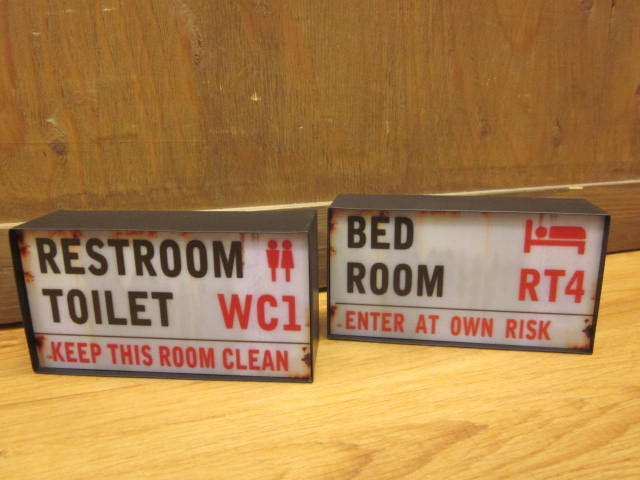 RESTROOM
TOILET WC1
KEEP THIS ROOM CLEAN
BED
ROOM RT4
ENTER AT OWN RISK